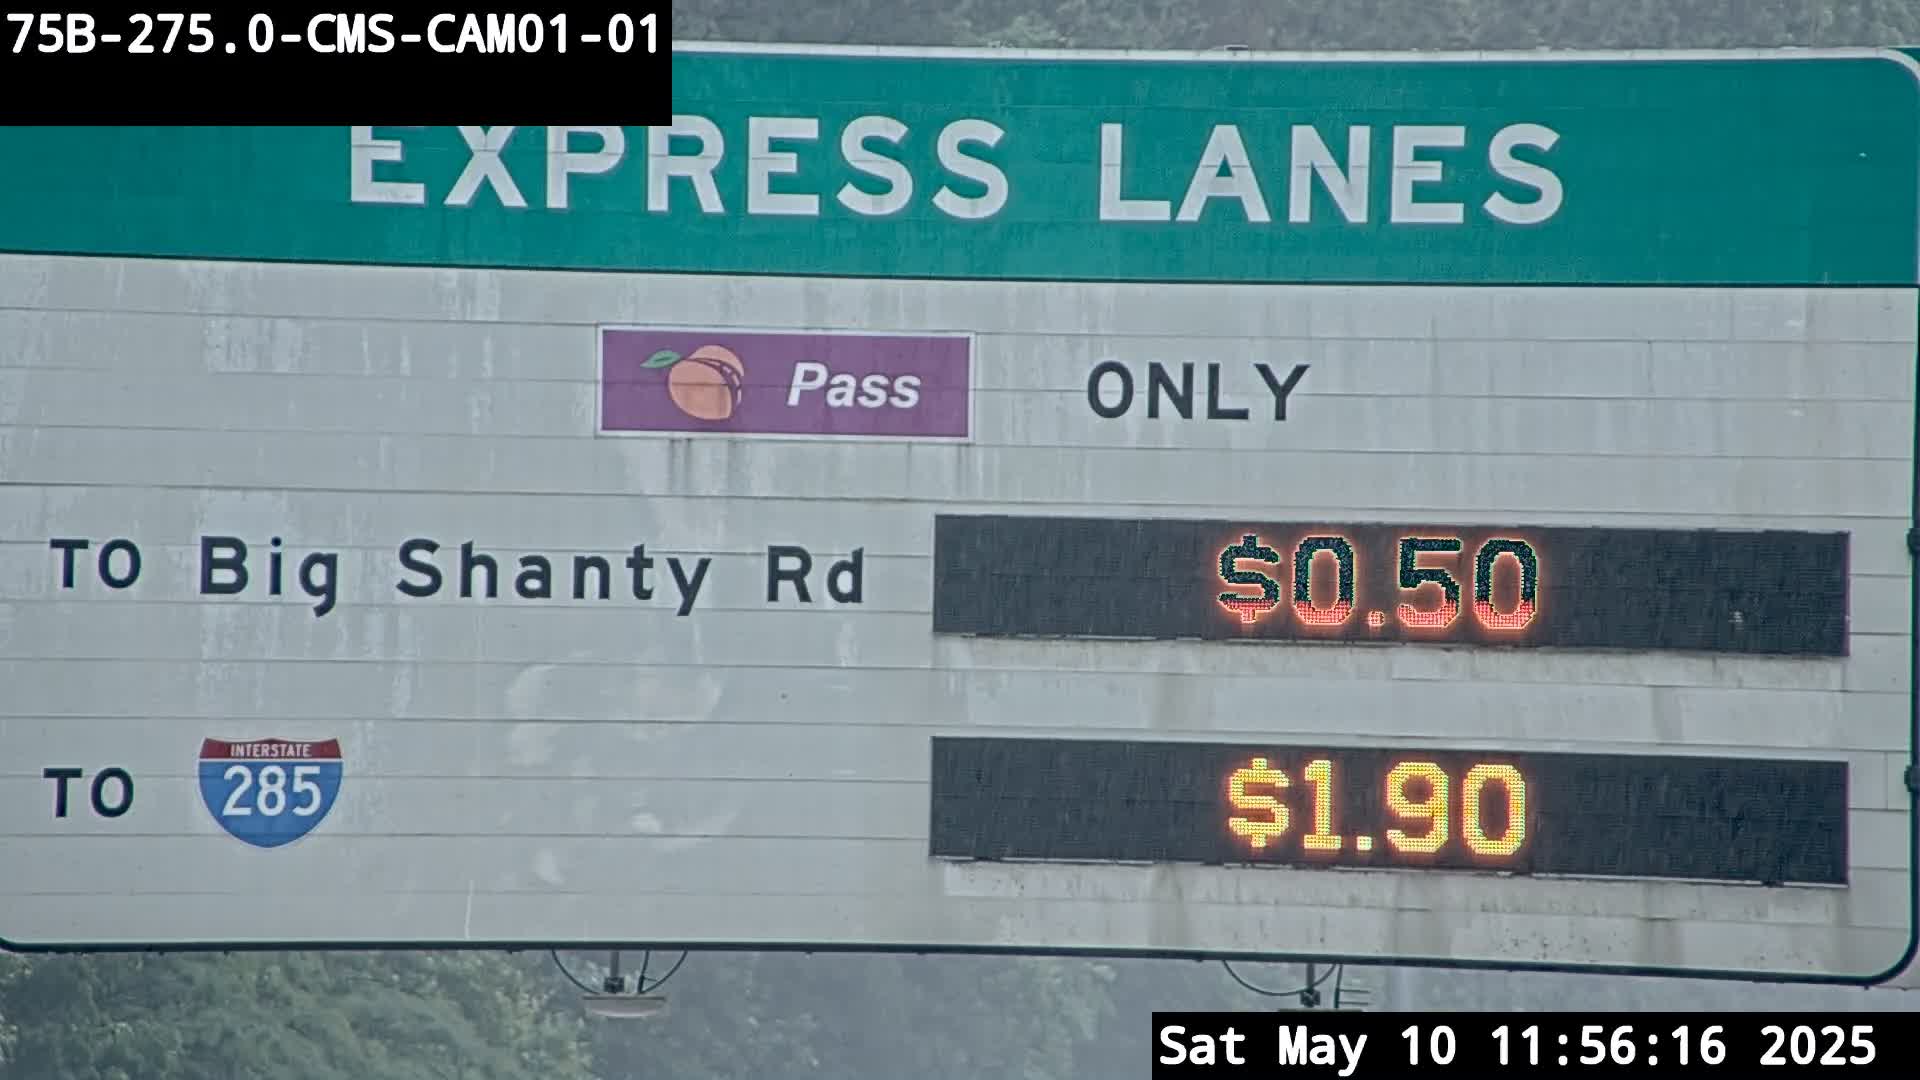 75B-275.0-CMS-CAM01-01
EXPRESS LANES
Pass ONLY
TO Big Shanty Rd $0.50
INTERSTATE
TO 285 $1.90
Sat May 10 11:56:16 2025